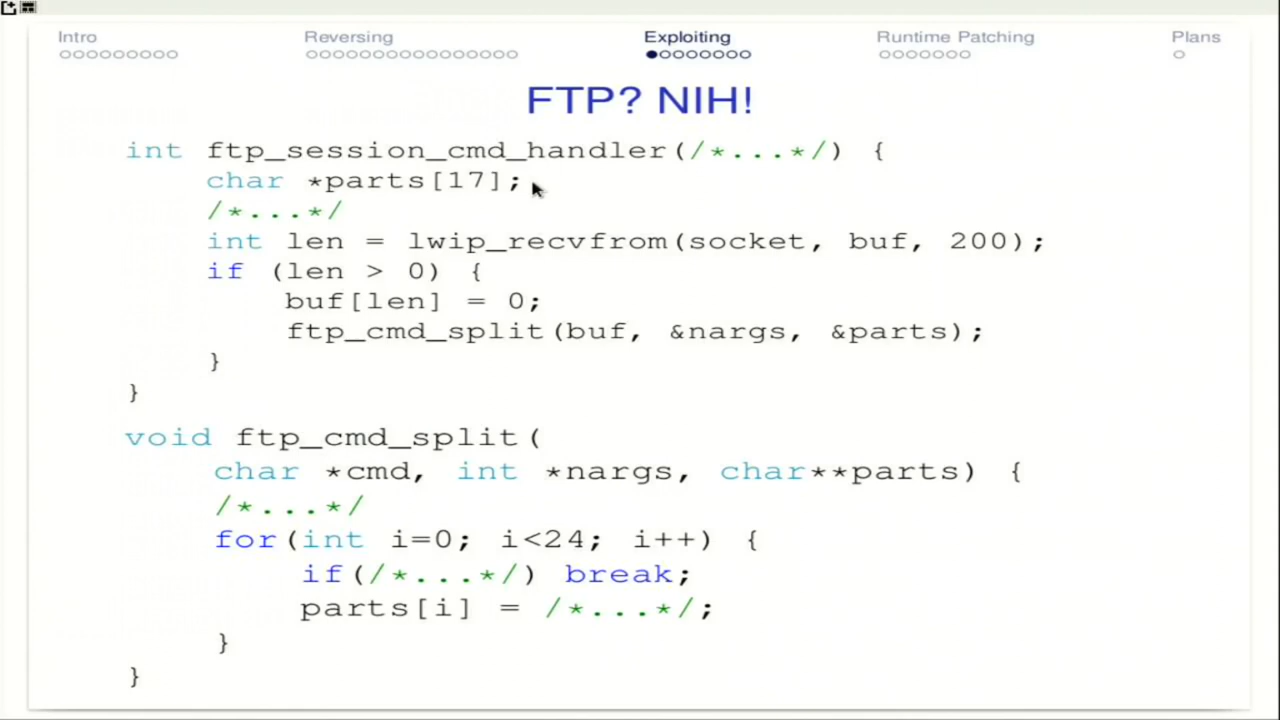 Intro Reversing Exploiting Runtime Patching Plans
FTP? NIH!
int ftp_session_cmd_handler(/*...*/) {
char *parts[17];
/*...*/
int len = lwip_recvfrom(socket, buf, 200);
if (len > 0) {
buf[len] = 0;
ftp_cmd_split(buf, &nargs, &parts);
}
}
void ftp_cmd_split(
char *cmd, int *nargs, char**parts) {
/*...*/
for(int i=0; i<24; i++) {
if(/*...*/) break;
parts[i] = /*...*/;
}
}